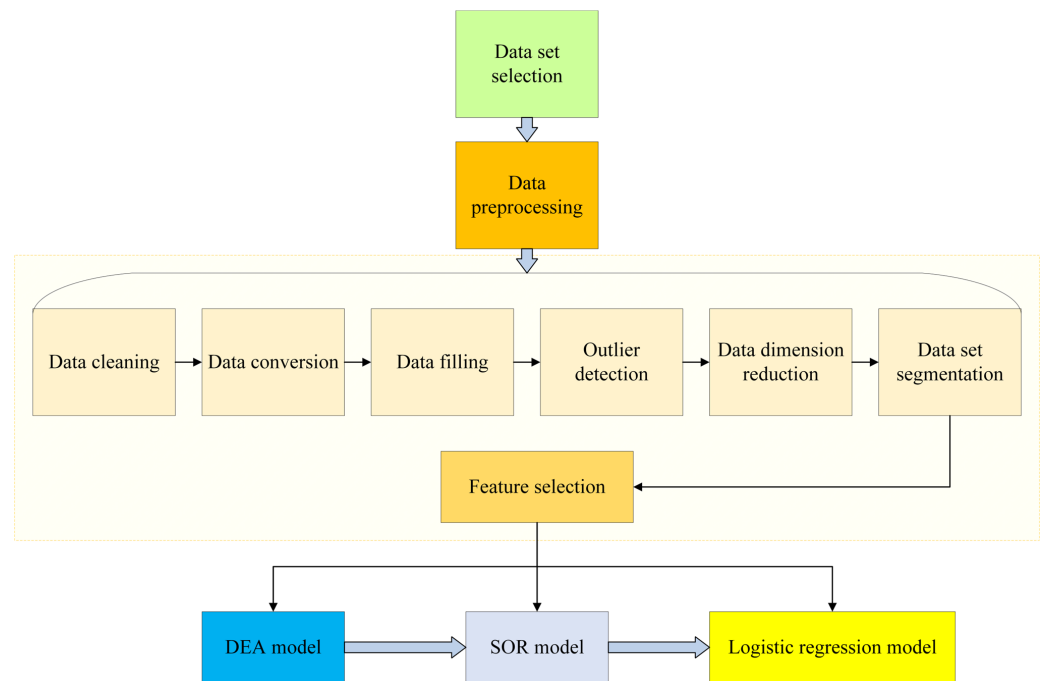 Data set
selection
Data
preprocessing
Data cleaning
Data conversion
Data filling
Outlier
detection
Data dimension
reduction
Data set
segmentation
Feature selection
DEA model
SOR model
Logistic regression model